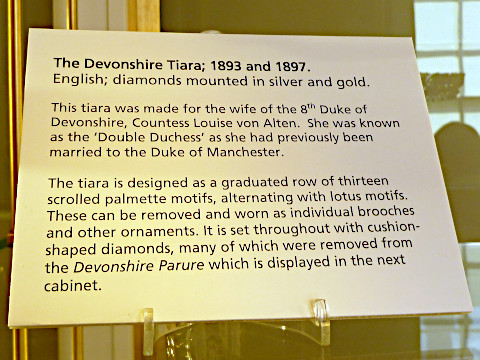 The Devonshire Tiara; 1893 and 1897.
English; diamonds mounted in silver and gold.
This tiara was made for the wife of the 8th Duke of
Devonshire, Countess Louise von Alten. She was known
as the 'Double Duchess' as she had previously been
married to the Duke of Manchester.
The tiara is designed as a graduated row of thirteen
scrolled palmette motifs, alternating with lotus motifs.
These can be removed and worn as individual brooches
and other ornaments. It is set throughout with cushion-
shaped diamonds, many of which were removed from
the Devonshire Parure which is displayed in the next
cabinet.